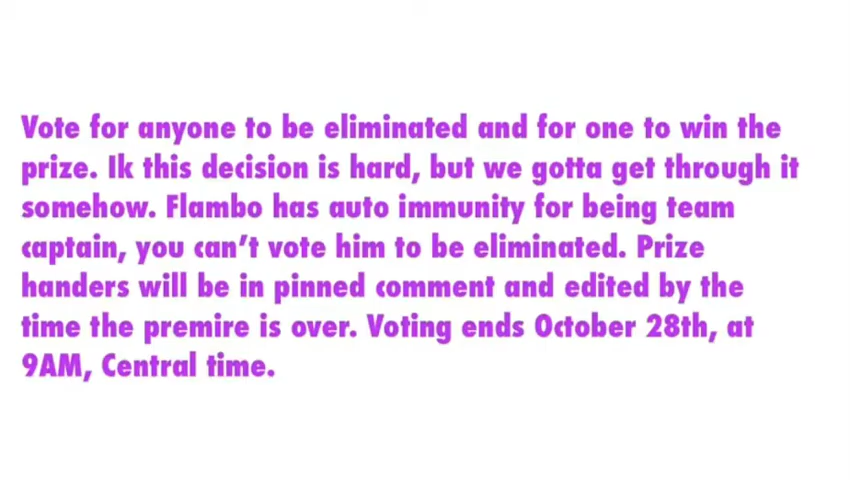 Vote for anyone to be eliminated and for one to win the
prize. Ik this decision is hard, but we gotta get through it
somehow. Flambo has auto immunity for being team
captain, you can't vote him to be eliminated. Prize
handers will be in pinned comment and edited by the
time the premire is over. Voting ends October 28th, at
9AM, Central time.